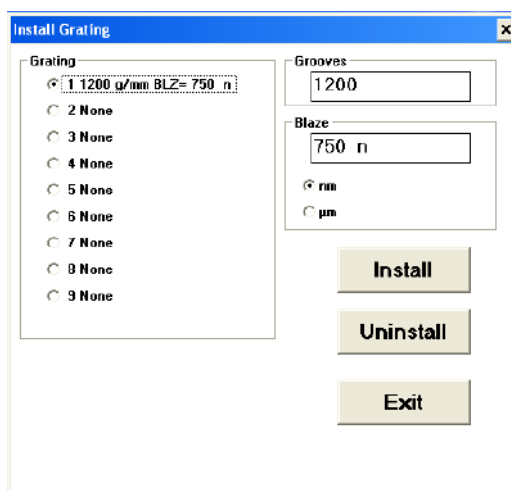 Install Grating
Grating
1 1200 g/mm BLZ= 750 n
2 None
3 None
4 None
5 None
6 None
7 None
8 None
9 None
Grooves
1200
Blaze
750 n
nm
µm
Install
Uninstall
Exit